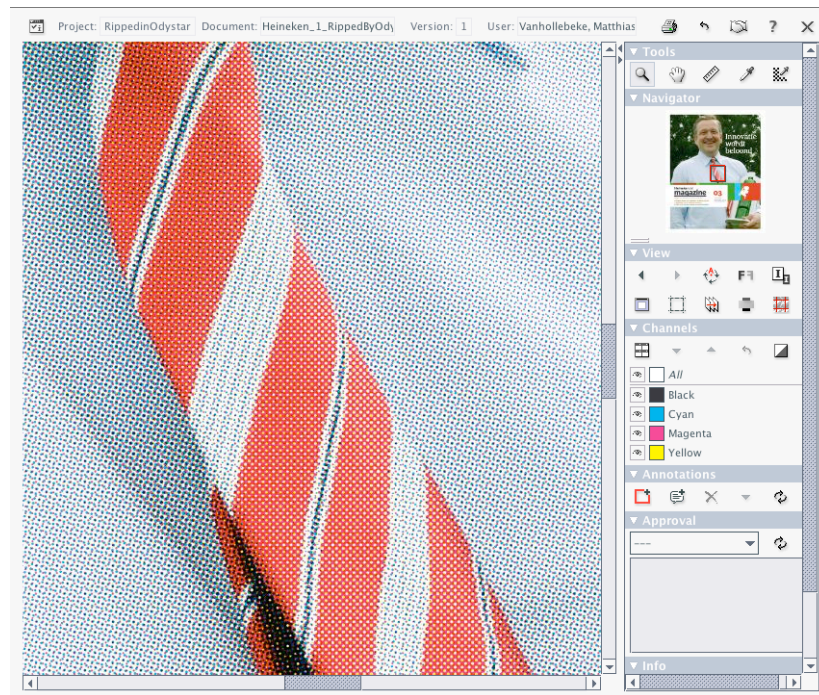 Project: RippedinOdystar Document: Heineken_1_RippedByOdy Version: 1 User: Vanhollebeke, Matthias
Tools
Navigator
Innovatie
wordt
beloond
magazine 03
View
Channels
All
Black
Cyan
Magenta
Yellow
Annotations
Approval
---
Info